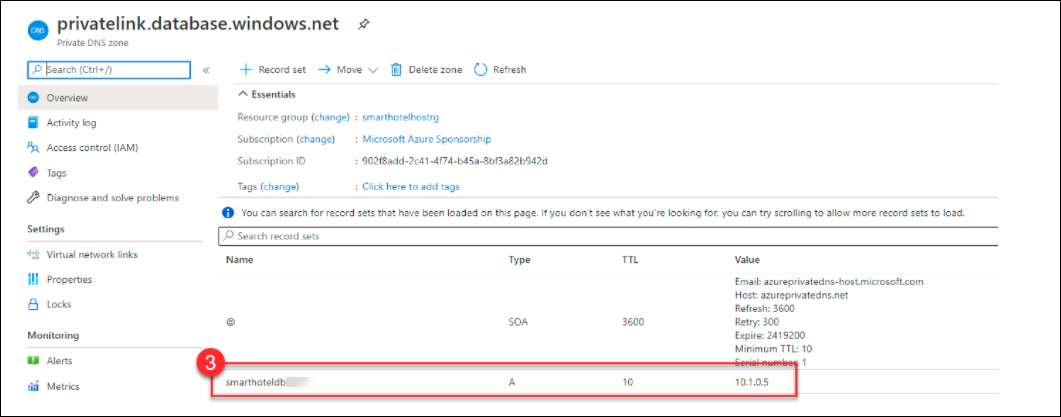 privatelink.database.windows.net
Private DNS zone
DNS
Search (Ctrl+/)
«
Record set
Move
Delete zone
Refresh
Overview
Activity log
Access control (IAM)
Tags
Diagnose and solve problems
Settings
Virtual network links
Properties
Locks
Monitoring
Alerts
Metrics
Essentials
Resource group (change) : smarthotelhostrg
Subscription (change) : Microsoft Azure Sponsorship
Subscription ID : 902f8add-2c41-4f74-b45a-8bf3a82b942d
Tags (change) : Click here to add tags
You can search for record sets that have been loaded on this page. If you don't see what you're looking for, you can try scrolling to allow more record sets to load.
Search record sets
Name Type TTL Value
@ SOA 3600
Email: azureprivatedns-host.microsoft.com
Host: azureprivatedns.net
Refresh: 3600
Retry: 300
Expire: 2419200
Minimum TTL: 10
Serial number: 1
3
smarthoteldb A 10 10.1.0.5